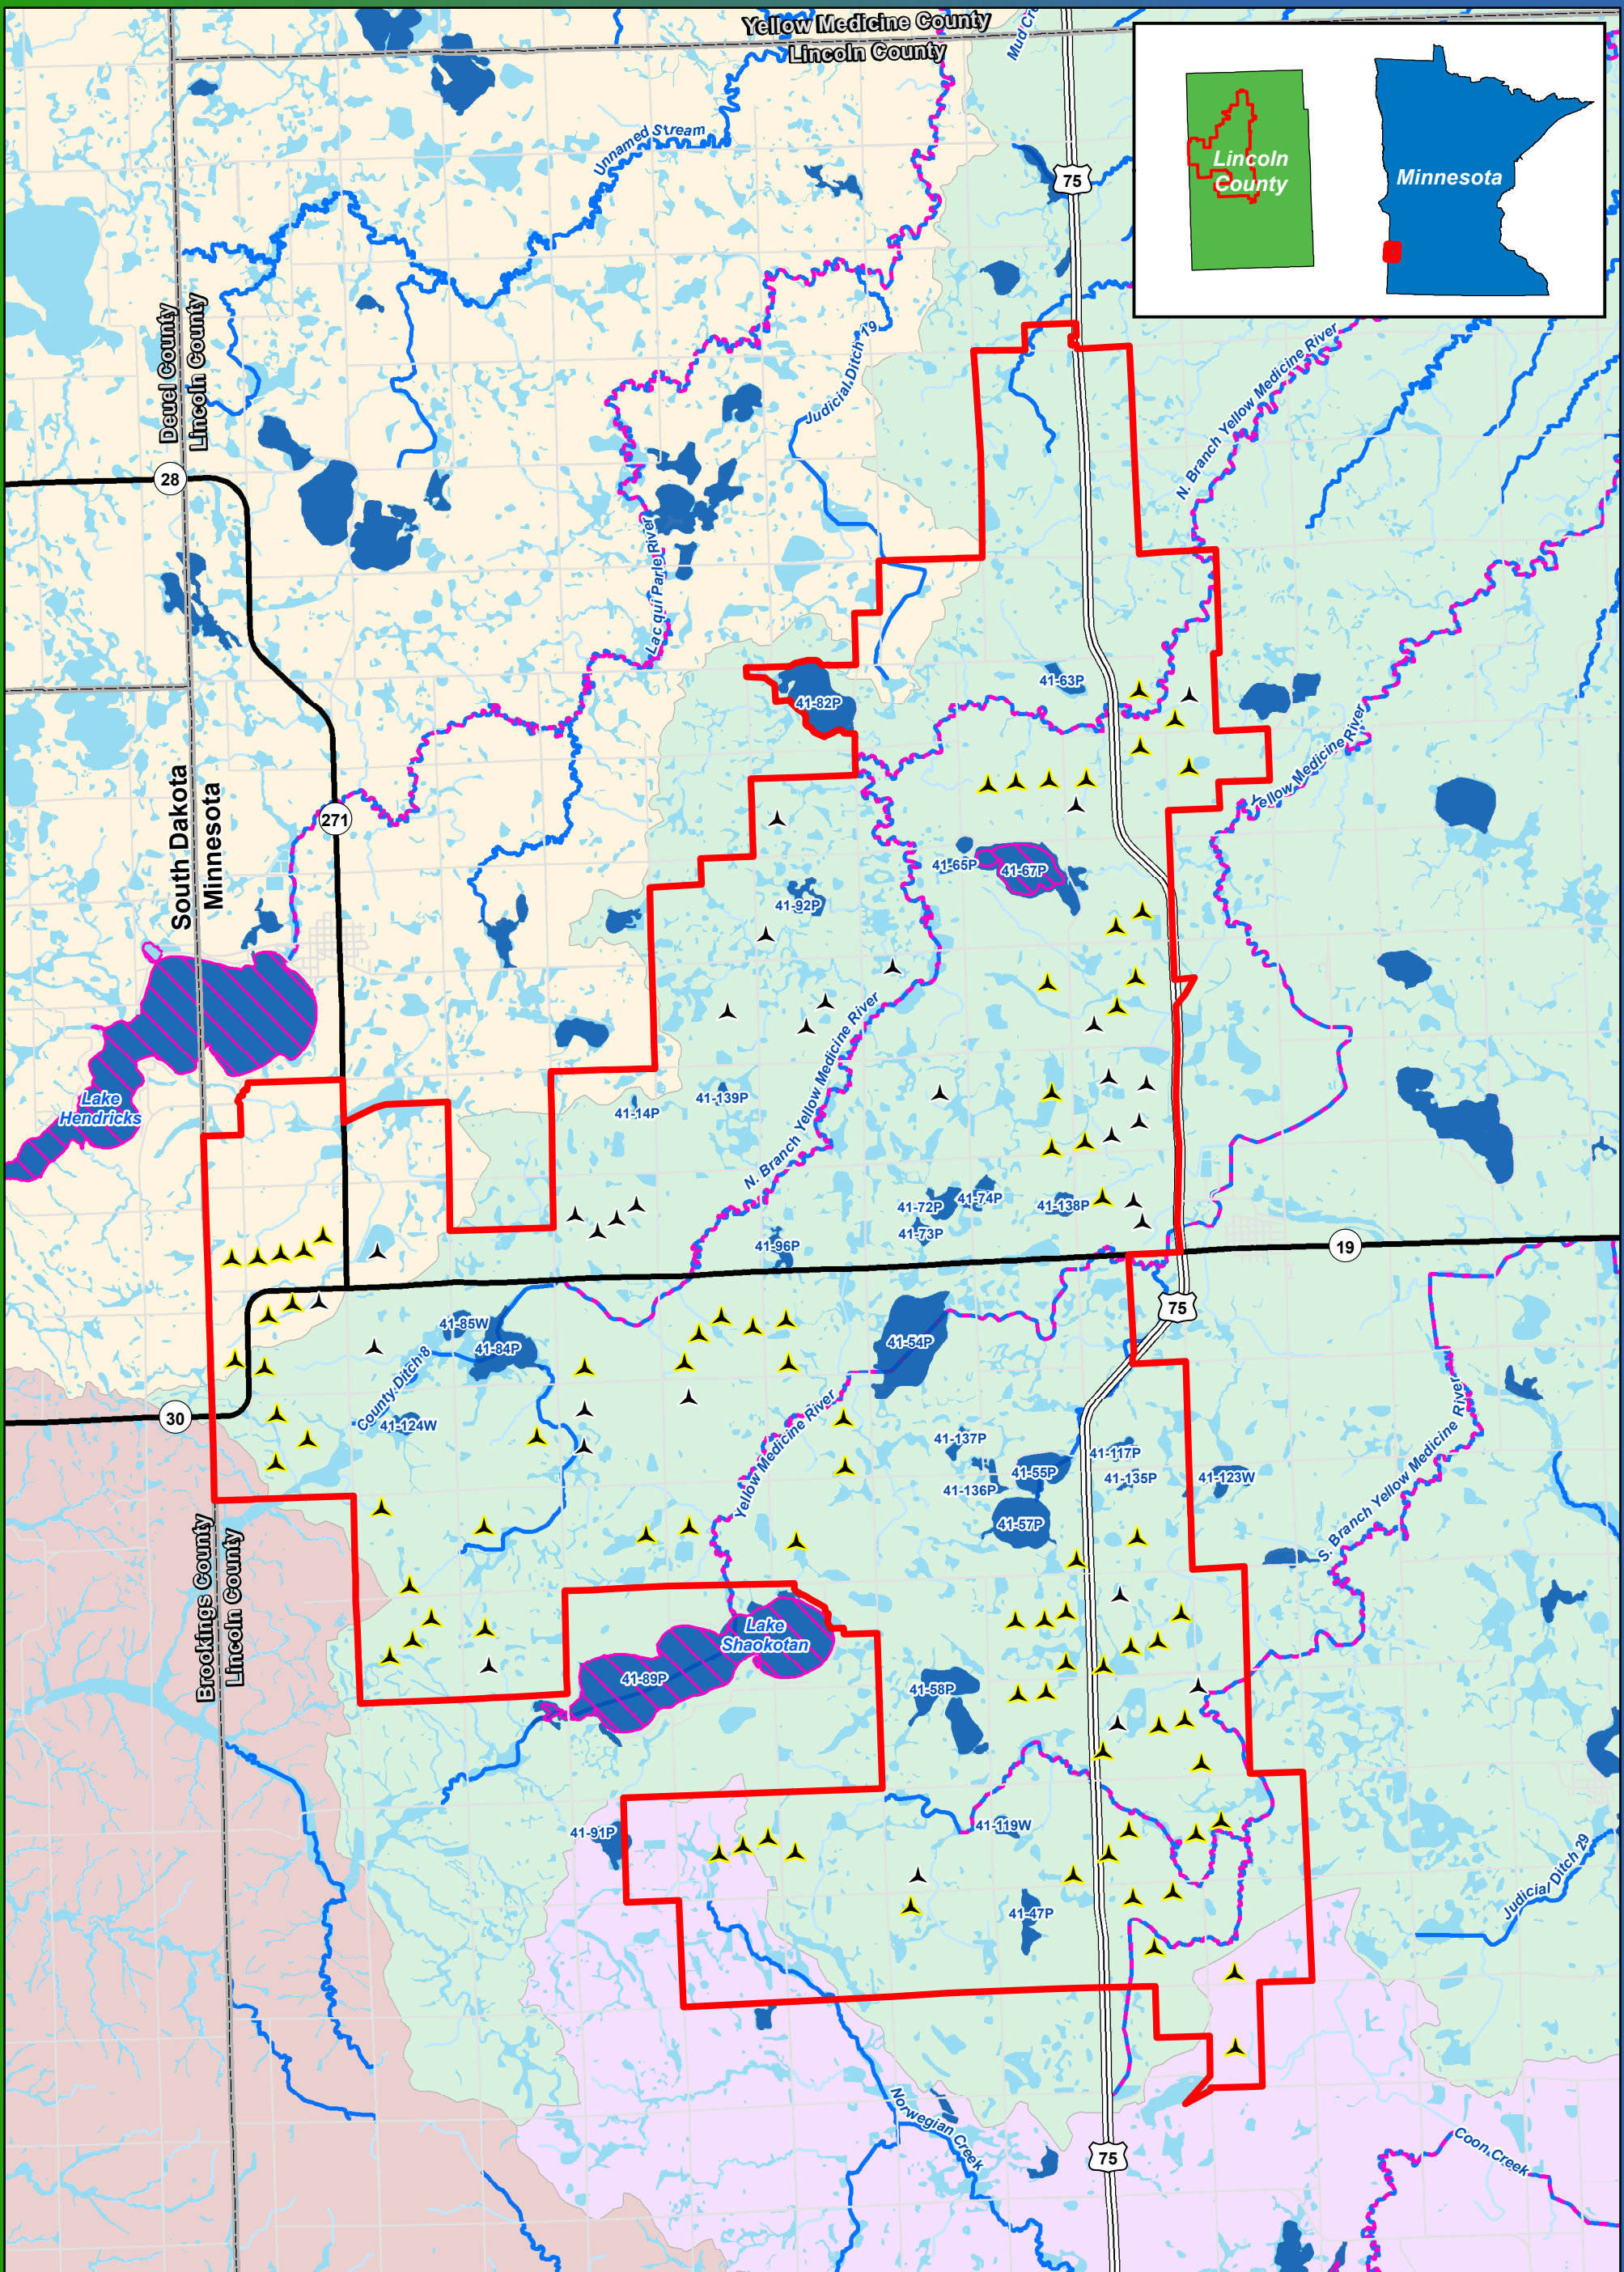 Yellow Medicine County
Lincoln County
Mud Cre
Unnamed Stream
75
Lincoln
County
Minnesota
Deuel County
Lincoln County
Judicial Ditch 19
N. Branch Yellow Medicine River
28
Lac qui Parle River
41-63P
41-82P
Yellow Medicine River
South Dakota
Minnesota
271
41-65P
41-67P
41-92P
N. Branch Yellow Medicine River
Lake
Hendricks
41-14P
41-139P
41-72P
41-74P
41-138P
41-73P
41-96P
19
75
41-85W
41-84P
41-54P
County Ditch 8
30
41-124W
Yellow Medicine River
41-137P
41-55P
41-117P
41-136P
41-135P
41-123W
41-57P
S. Branch Yellow Medicine River
Brookings County
Lincoln County
Lake
Shaokotan
41-89P
41-58P
41-91P
41-119W
41-47P
Judicial Ditch 29
Norwegian Creek
75
Coon Creek